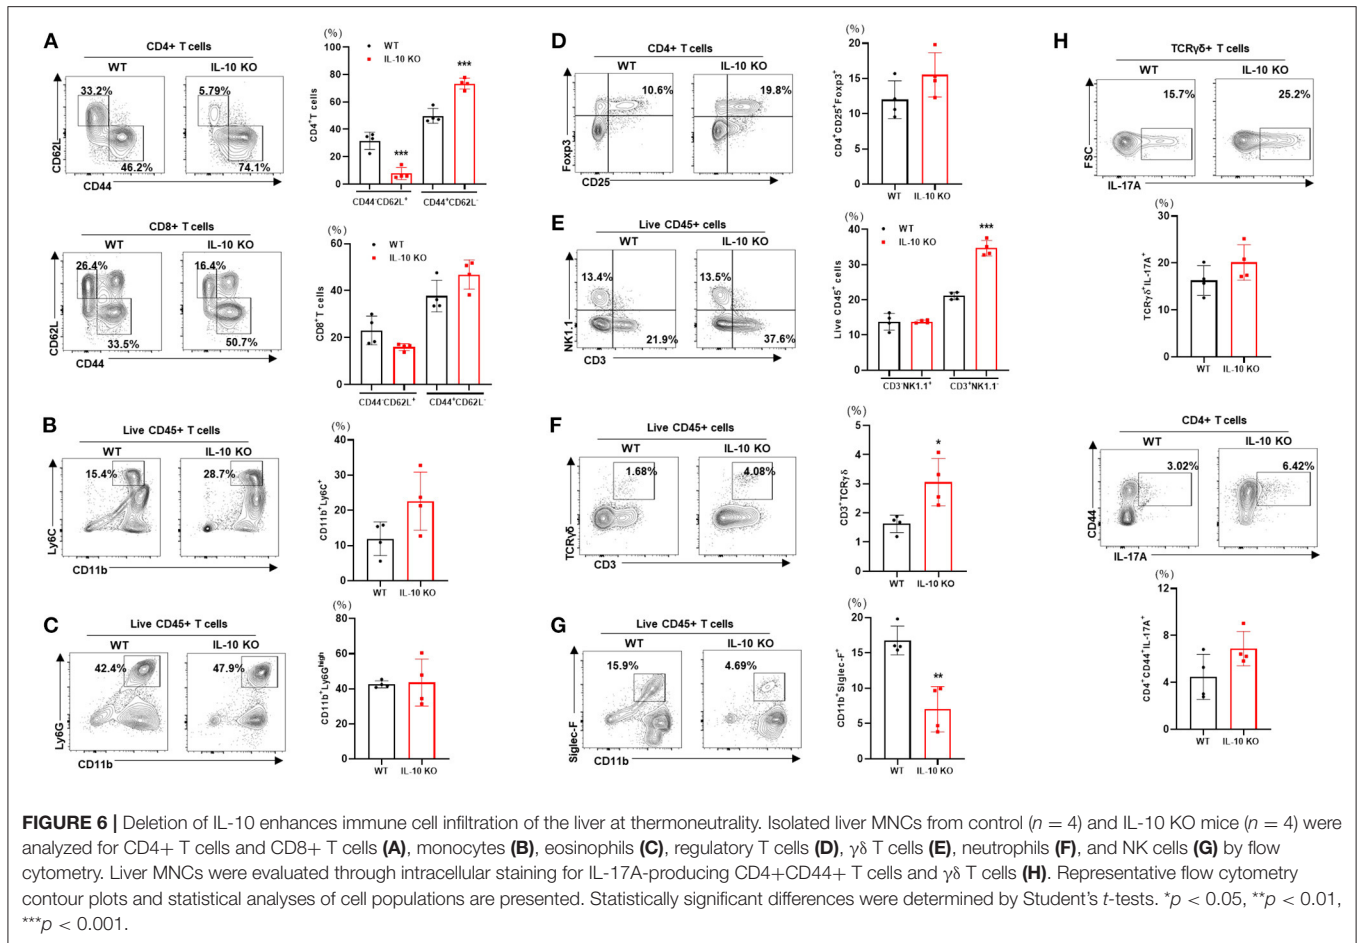 A
CD4+ T cells
WT
IL-10 KO
33.2%
5.79%
46.2%
74.1%
CD62L
CD44
(%)
WT
IL-10 KO
100
80
60
40
20
0
CD4⁺T cells
***
***
CD44⁻CD62L⁺
CD44⁺CD62L⁻
CD8+ T cells
WT
IL-10 KO
26.4%
16.4%
33.5%
50.7%
CD62L
CD44
(%)
WT
IL-10 KO
60
40
20
0
CD8⁺T cells
CD44⁻CD62L⁺
CD44⁺CD62L⁻
B
Live CD45+ T cells
WT
IL-10 KO
15.4%
28.7%
Ly6C
CD11b
(%)
40
30
20
10
0
CD11b⁺Ly6C⁺
WT
IL-10 KO
C
Live CD45+ T cells
WT
IL-10 KO
42.4%
47.9%
Ly6G
CD11b
(%)
80
60
40
20
0
CD11b⁺Ly6Gʰⁱᵍʰ
WT
IL-10 KO
D
CD4+ T cells
WT
IL-10 KO
10.6%
19.8%
Foxp3
CD25
(%)
20
15
10
5
0
CD4⁺CD25⁺Foxp3⁺
WT
IL-10 KO
E
Live CD45+ cells
WT
IL-10 KO
13.4%
13.5%
21.9%
37.6%
NK1.1
CD3
(%)
WT
IL-10 KO
***
40
30
20
10
0
Live CD45⁺ cells
CD3⁻NK1.1⁺
CD3⁺NK1.1⁻
F
Live CD45+ cells
WT
IL-10 KO
1.68%
4.08%
TCRγδ
CD3
(%)
5
4
3
2
1
0
CD3⁺TCRγδ
*
WT
IL-10 KO
G
Live CD45+ T cells
WT
IL-10 KO
15.9%
4.69%
Siglec-F
CD11b
(%)
20
15
10
5
0
CD11b⁺Siglec-F⁺
**
WT
IL-10 KO
H
TCRγδ+ T cells
WT
IL-10 KO
15.7%
25.2%
FSC
IL-17A
(%)
30
20
10
0
TCRγδ⁺IL-17A⁺
WT
IL-10 KO
CD4+ T cells
WT
IL-10 KO
3.02%
6.42%
CD44
IL-17A
(%)
12
8
4
0
CD4⁺CD44⁺IL-17A⁺
WT
IL-10 KO
FIGURE 6 | Deletion of IL-10 enhances immune cell infiltration of the liver at thermoneutrality. Isolated liver MNCs from control (n = 4) and IL-10 KO mice (n = 4) were
analyzed for CD4+ T cells and CD8+ T cells (A), monocytes (B), eosinophils (C), regulatory T cells (D), γδ T cells (E), neutrophils (F), and NK cells (G) by flow
cytometry. Liver MNCs were evaluated through intracellular staining for IL-17A-producing CD4+CD44+ T cells and γδ T cells (H). Representative flow cytometry
contour plots and statistical analyses of cell populations are presented. Statistically significant differences were determined by Student's t-tests. *p < 0.05, **p < 0.01,
***p < 0.001.